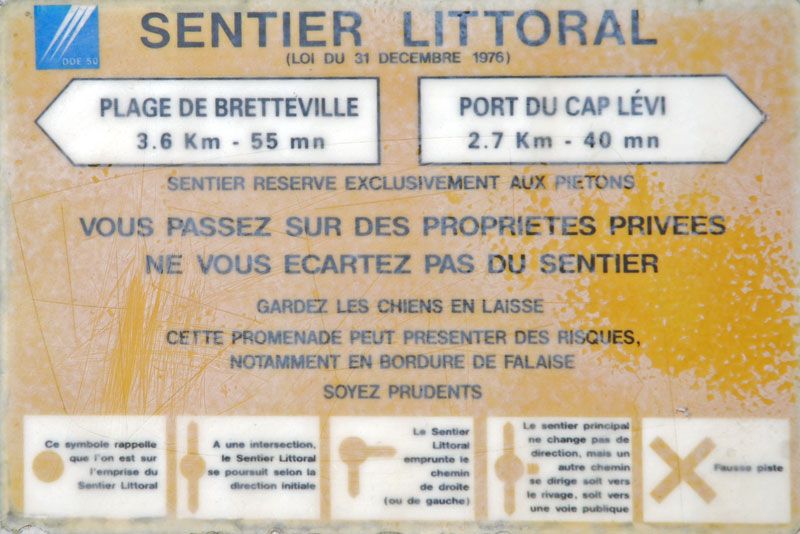 DDE 50
SENTIER LITTORAL
(LOI DU 31 DECEMBRE 1976)
PLAGE DE BRETTEVILLE
3.6 Km - 55 mn
PORT DU CAP LÉVI
2.7 Km - 40 mn
SENTIER RESERVE EXCLUSIVEMENT AUX PIETONS
VOUS PASSEZ SUR DES PROPRIETES PRIVEES
NE VOUS ECARTEZ PAS DU SENTIER
GARDEZ LES CHIENS EN LAISSE
CETTE PROMENADE PEUT PRESENTER DES RISQUES,
NOTAMMENT EN BORDURE DE FALAISE
SOYEZ PRUDENTS
Ce symbole rappelle
que l'on est sur
l'emprise du
Sentier Littoral
A une intersection,
le Sentier Littoral
se poursuit selon la
direction initiale
Le Sentier
Littoral
emprunte le
chemin
de droite
(ou de gauche)
Le sentier principal
ne change pas de
direction, mais un
autre chemin
se dirige soit vers
le rivage, soit vers
une voie publique
Fausse piste